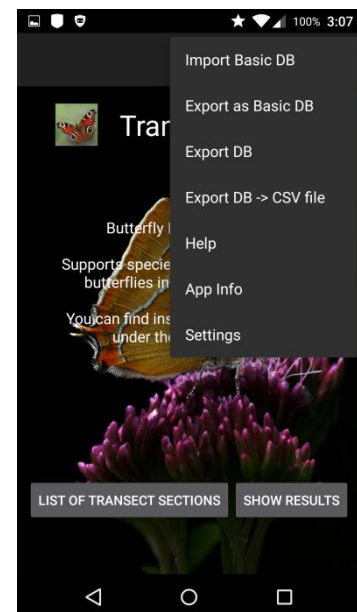 100% 3:07
Import Basic DB
Export as Basic DB
Export DB
Export DB -> CSV file
Help
App Info
Settings
Butterfly
Supports
butterflies in
You can find
under
LIST OF TRANSECT SECTIONS
SHOW RESULTS